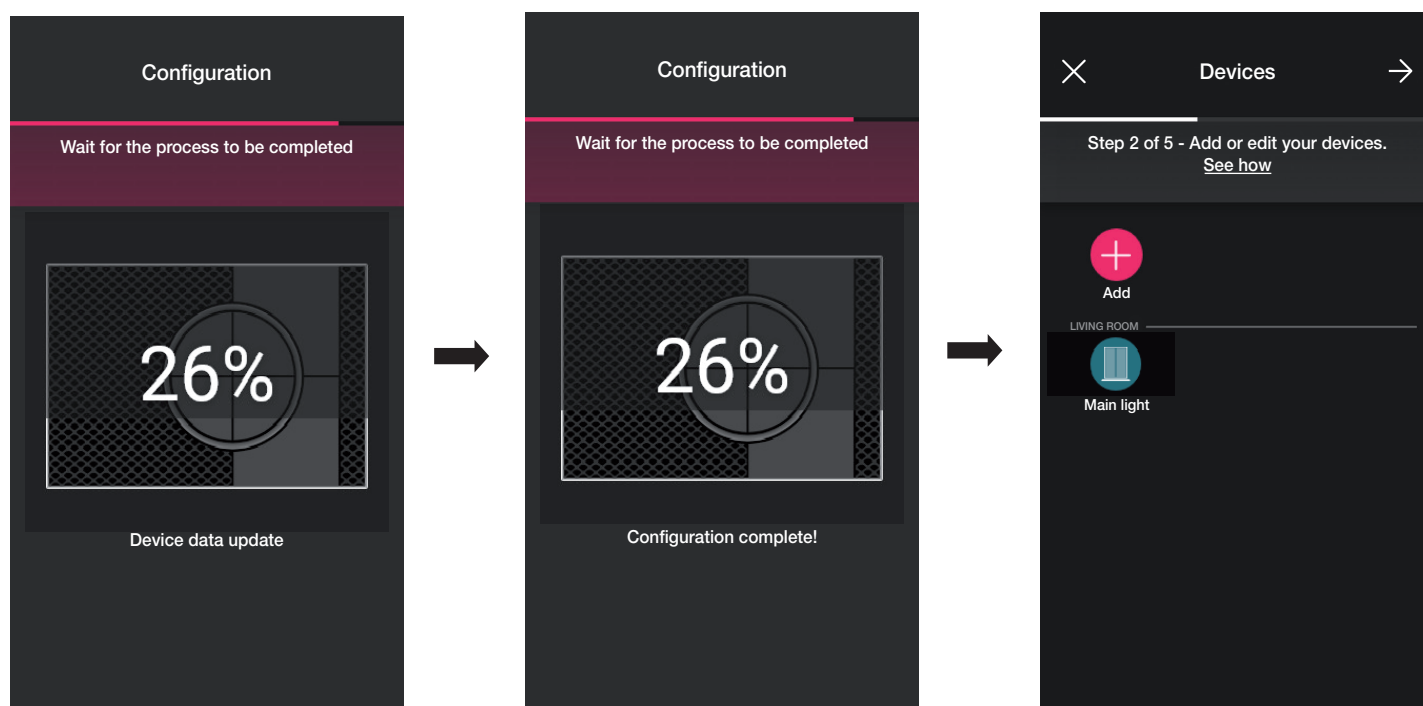 Configuration
Wait for the process to be completed
26%
Device data update
Configuration
Wait for the process to be completed
26%
Configuration complete!
Devices
Step 2 of 5 - Add or edit your devices.
See how
Add
LIVING ROOM
Main light